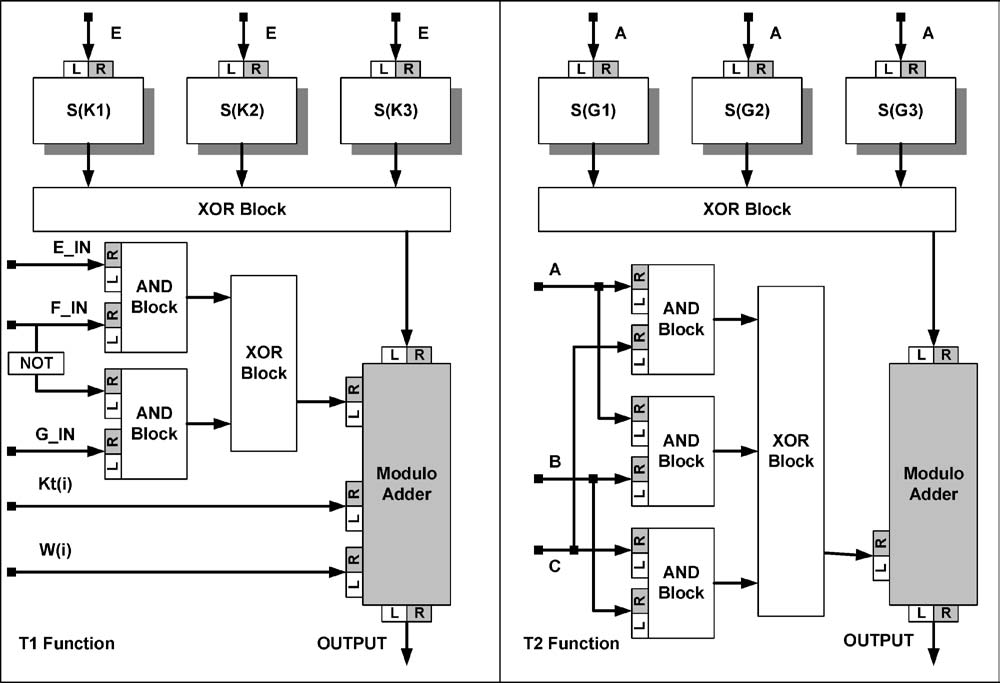 E E E
L R L R L R
S(K1) S(K2) S(K3)
XOR Block
E_IN
R
L
AND
Block
F_IN
R
L
NOT
XOR
Block
L R
R
L
R
L
AND
Block
G_IN
R
L
Modulo
Adder
Kt(i)
R
L
W(i)
R
L
L R
T1 Function
OUTPUT
A A A
L R L R L R
S(G1) S(G2) S(G3)
XOR Block
A
R
L
AND
Block
R
L
L R
R
L
AND
Block
B
R
L
XOR
Block
Modulo
Adder
C
R
L
AND
Block
R
L
R
L
L R
T2 Function
OUTPUT